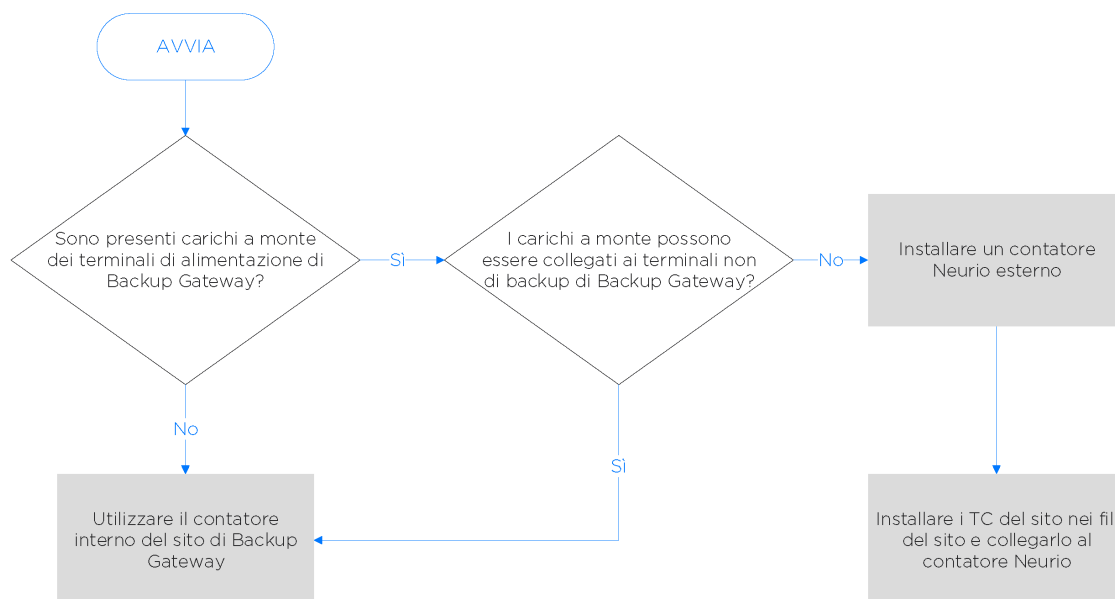 AVVIA
Sono presenti carichi a monte
dei terminali di alimentazione di
Backup Gateway?
Sì
I carichi a monte possono
essere collegati ai terminali non
di backup di Backup Gateway?
No
Installare un contatore
Neurio esterno
No
Sì
Utilizzare il contatore
interno del sito di Backup
Gateway
Installare i TC del sito nei fil
del sito e collegarlo al
contatore Neurio